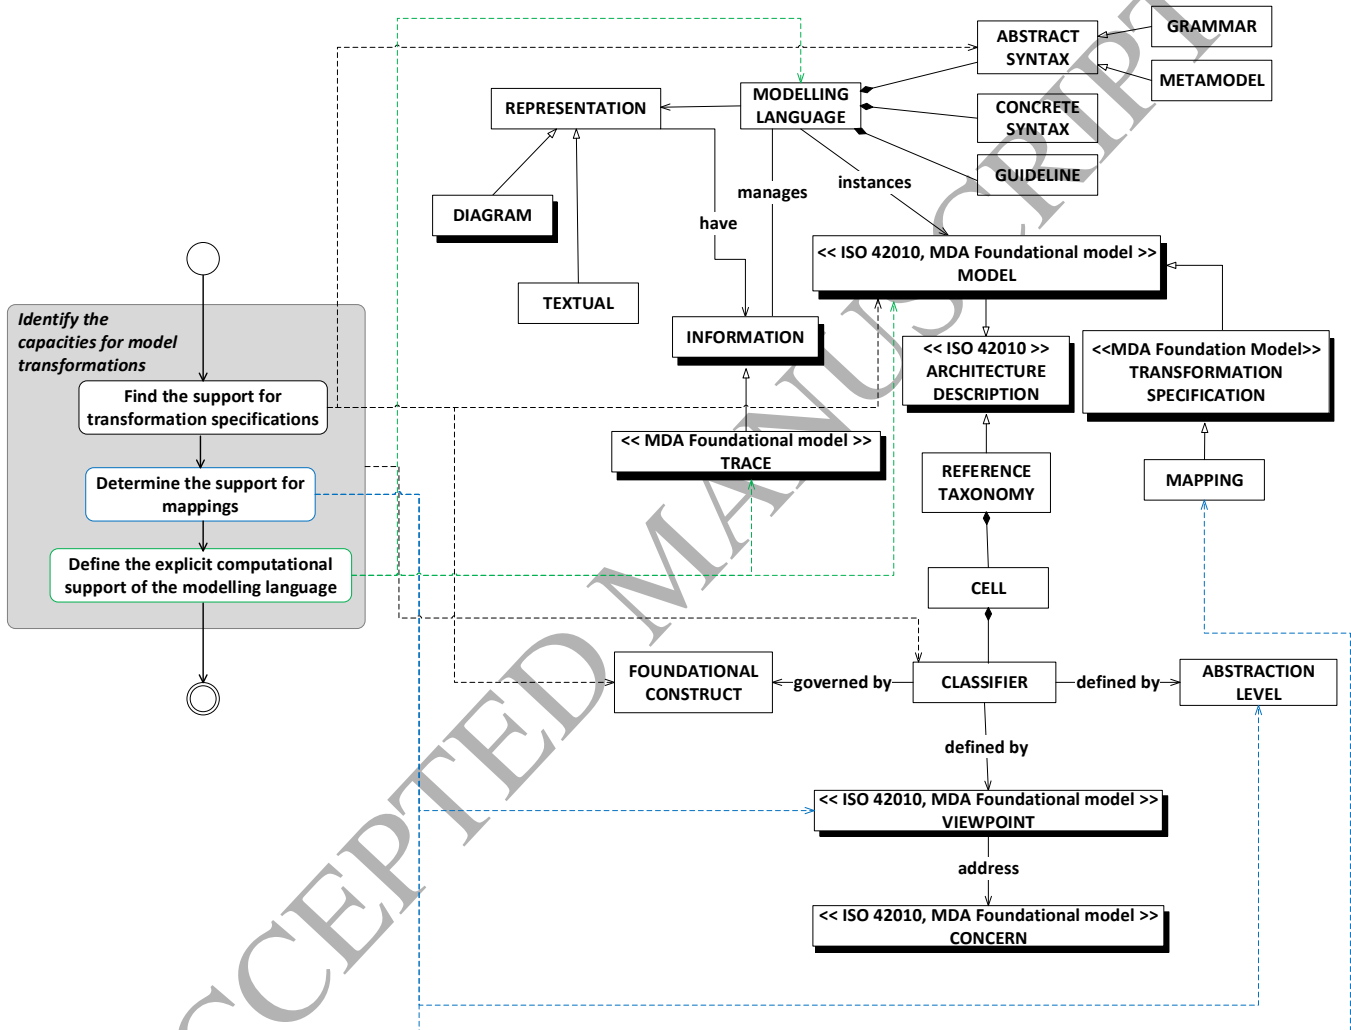 GRAMMAR
ABSTRACT
SYNTAX
METAMODEL
MODELLING
LANGUAGE
REPRESENTATION
CONCRETE
SYNTAX
GUIDELINE
instances
manages
DIAGRAM
have
<< ISO 42010, MDA Foundational model >>
MODEL
TEXTUAL
Identify the
capacities for model
transformations
INFORMATION
<< ISO 42010 >>
ARCHITECTURE
DESCRIPTION
<<MDA Foundation Model>>
TRANSFORMATION
SPECIFICATION
Find the support for
transformation specifications
<< MDA Foundational model >>
TRACE
REFERENCE
TAXONOMY
MAPPING
Determine the support for
mappings
Define the explicit computational
support of the modelling language
CELL
FOUNDATIONAL
CONSTRUCT
governed by
CLASSIFIER
defined by
ABSTRACTION
LEVEL
defined by
<< ISO 42010, MDA Foundational model >>
VIEWPOINT
address
<< ISO 42010, MDA Foundational model >>
CONCERN
CCEPTED MANUSCRIPT